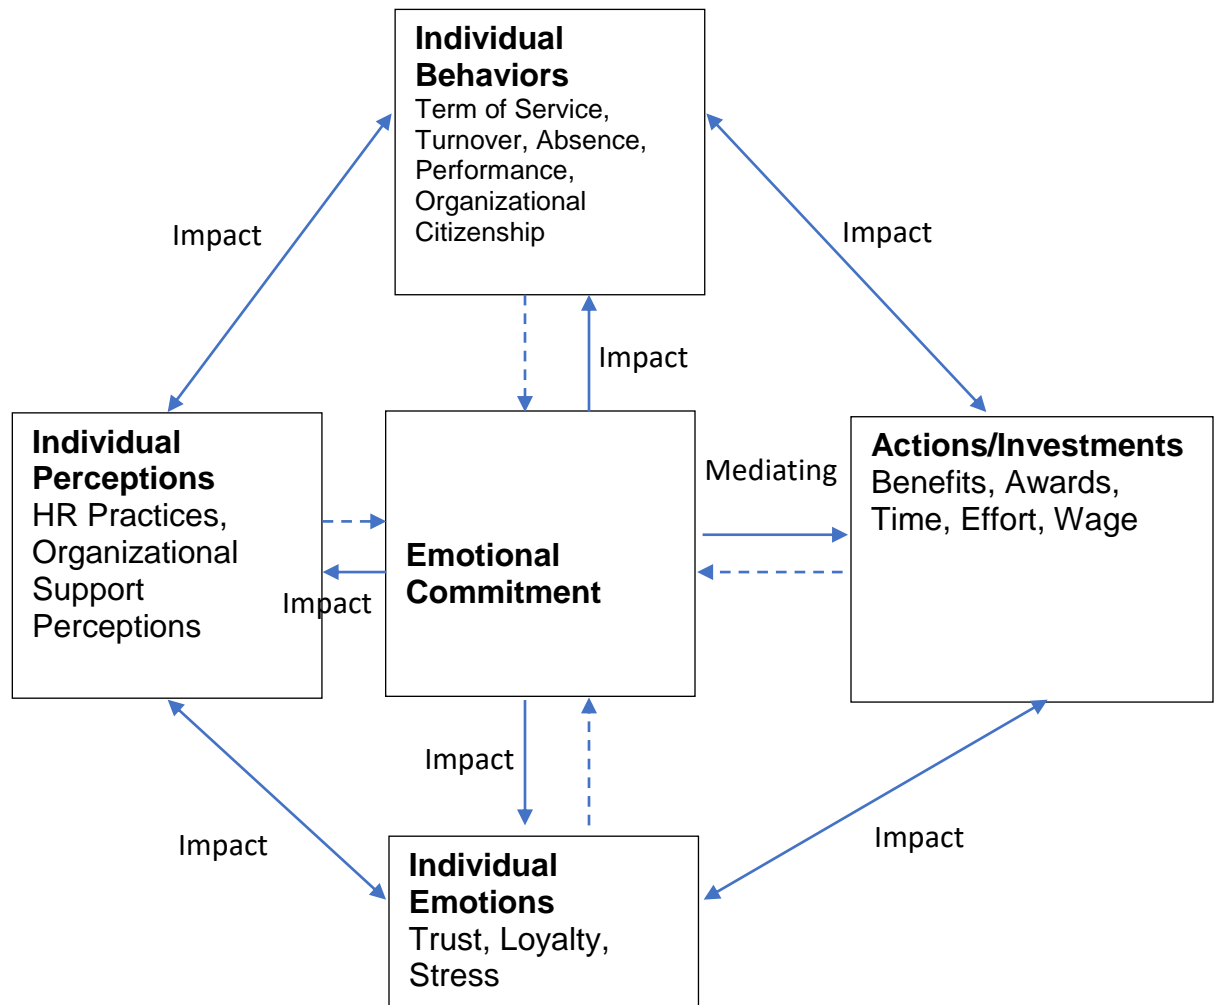 Individual
Behaviors
Term of Service,
Turnover, Absence,
Performance,
Organizational
Citizenship
Impact
Impact
Impact
Individual
Perceptions
HR Practices,
Organizational
Support
Perceptions
Impact
Emotional
Commitment
Mediating
Actions/Investments
Benefits, Awards,
Time, Effort, Wage
Impact
Impact
Impact
Individual
Emotions
Trust, Loyalty,
Stress